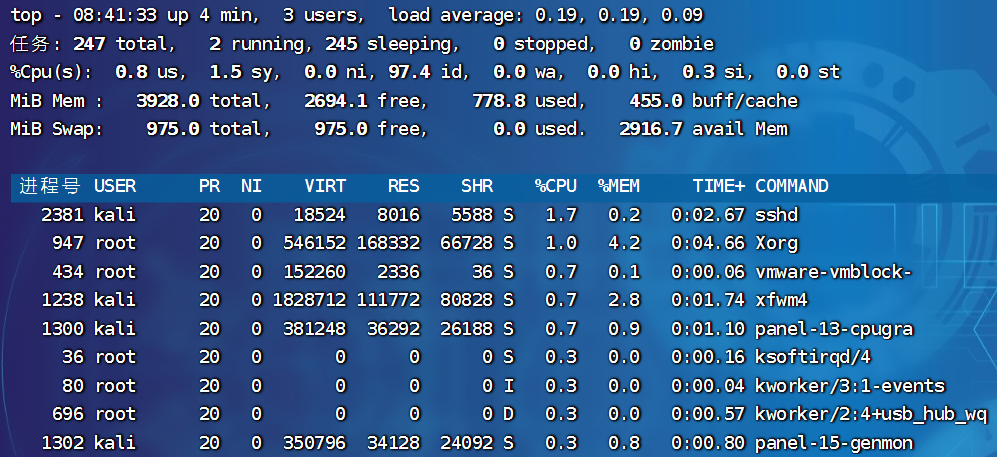 top - 08:41:33 up 4 min,  3 users,  load average: 0.19, 0.19, 0.09
任务: 247 total,   2 running, 245 sleeping,   0 stopped,   0 zombie
%Cpu(s):  0.8 us,  1.5 sy,  0.0 ni, 97.4 id,  0.0 wa,  0.0 hi,  0.3 si,  0.0 st
MiB Mem :   3928.0 total,   2694.1 free,    778.8 used,    455.0 buff/cache
MiB Swap:    975.0 total,    975.0 free,      0.0 used.   2916.7 avail Mem
进程号 USER      PR  NI    VIRT    RES    SHR    %CPU  %MEM     TIME+ COMMAND
2381 kali      20   0   18524   8016   5588 S   1.7   0.2   0:02.67 sshd
947 root      20   0  546152 168332  66728 S   1.0   4.2   0:04.66 Xorg
434 root      20   0  152260   2336     36 S   0.7   0.1   0:00.06 vmware-vmblock-
1238 kali      20   0 1828712 111772  80828 S   0.7   2.8   0:01.74 xfwm4
1300 kali      20   0  381248  36292  26188 S   0.7   0.9   0:01.10 panel-13-cpugra
36 root      20   0       0      0      0 S   0.3   0.0   0:00.16 ksoftirqd/4
80 root      20   0       0      0      0 I   0.3   0.0   0:00.04 kworker/3:1-events
696 root      20   0       0      0      0 D   0.3   0.0   0:00.57 kworker/2:4+usb_hub_wq
1302 kali      20   0  350796  34128  24092 S   0.3   0.8   0:00.80 panel-15-genmon